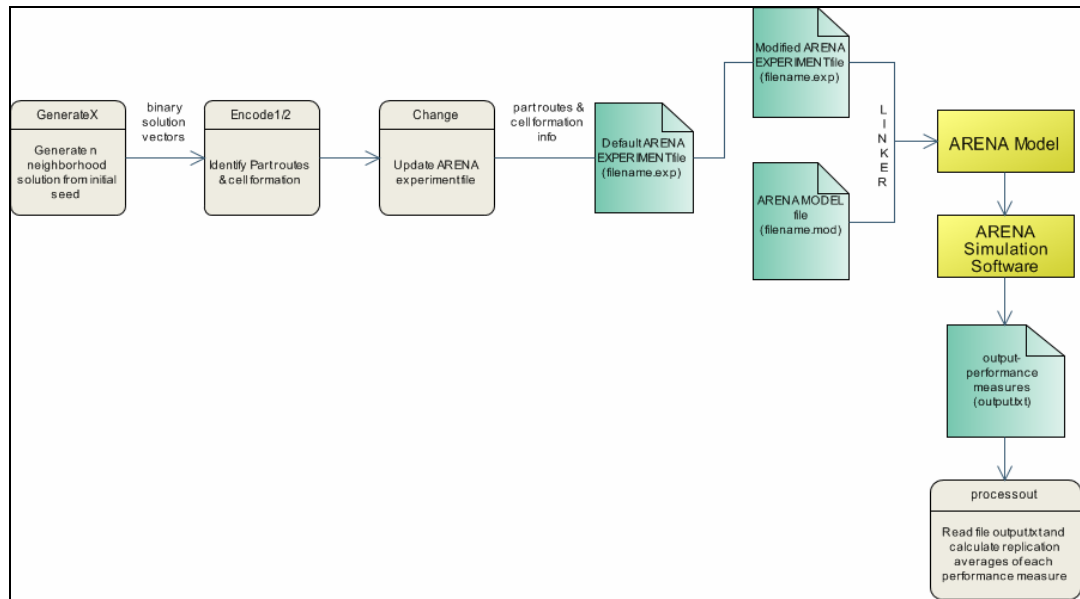 GenerateX
Generate n
neighborhood
solution from initial
seed
binary
solution
vectors
Encode1/2
Identify Part routes
& cell formation
Change
Update ARENA
experiment file
part routes &
cell formation
info
Default ARENA
EXPERIMENT file
(filename.exp)
Modified ARENA
EXPERIMENT file
(filename.exp)
ARENA MODEL
file
(filename.mod)
L
I
N
K
E
R
ARENA Model
ARENA
Simulation
Software
output-
performance
measures
(output.txt)
processout
Read file output.txt and
calculate replication
averages of each
performance measure